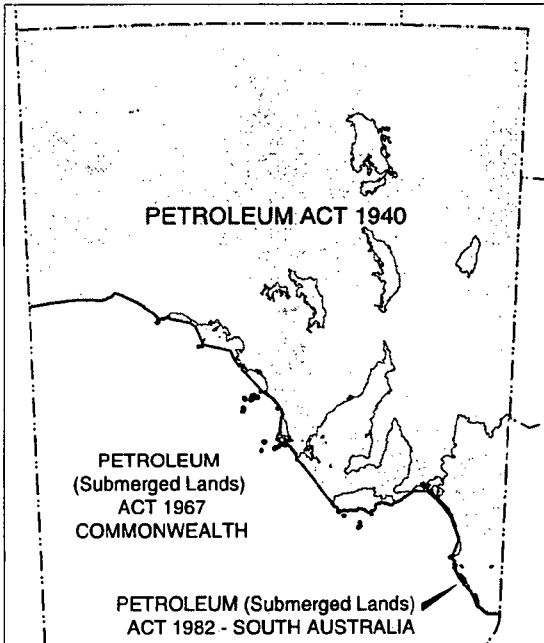 PETROLEUM ACT 1940
PETROLEUM
(Submerged Lands)
ACT 1967
COMMONWEALTH
PETROLEUM (Submerged Lands)
ACT 1982 - SOUTH AUSTRALIA